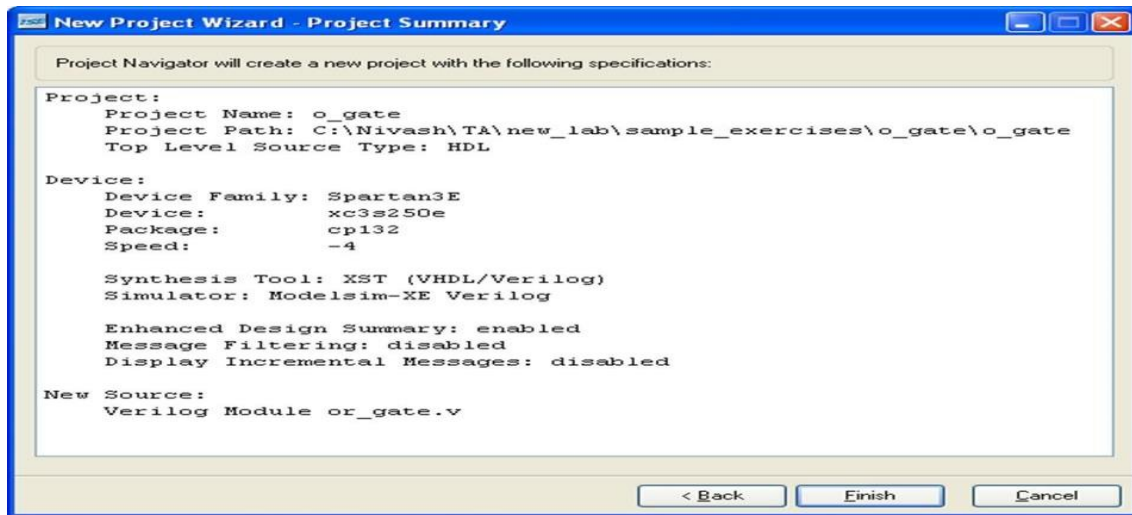 New Project Wizard - Project Summary
Project Navigator will create a new project with the following specifications:
Project:
Project Name: o_gate
Project Path: C:\Nivash\TA\new_lab\sample_exercises\o_gate\o_gate
Top Level Source Type: HDL
Device:
Device Family: Spartan3E
Device: xc3s250e
Package: cp132
Speed: -4
Synthesis Tool: XST (VHDL/Verilog)
Simulator: Modelsim-XE Verilog
Enhanced Design Summary: enabled
Message Filtering: disabled
Display Incremental Messages: disabled
New Source:
Verilog Module or_gate.v
< Back Finish Cancel